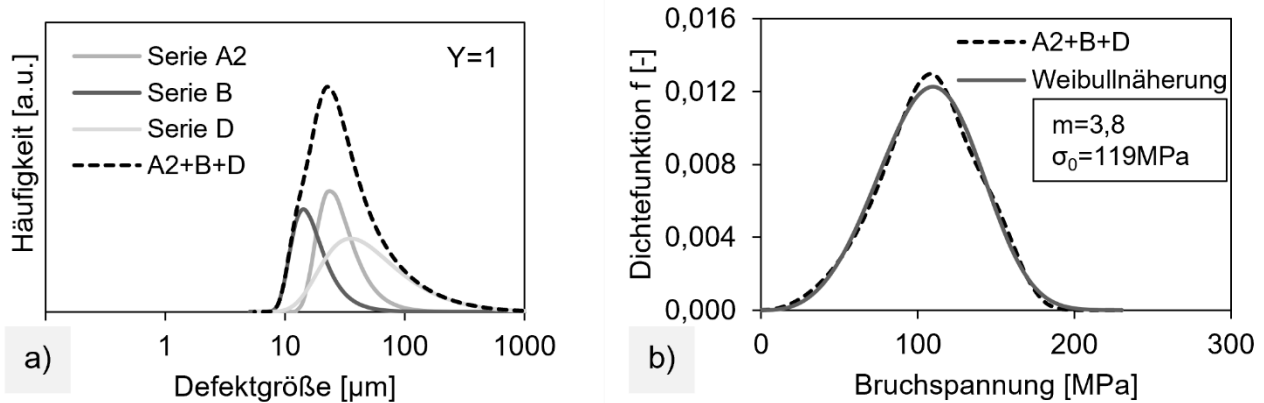 Häufigkeit [a.u.]
Serie A2
Serie B
Serie D
A2+B+D
Y=1
1
10
100
1000
Defektgröße [µm]
a)
Dichtefunktion f [-]
0,016
0,012
0,008
0,004
0,000
A2+B+D
Weibullnäherung
m=3,8
σ₀=119MPa
0
100
200
300
Bruchspannung [MPa]
b)